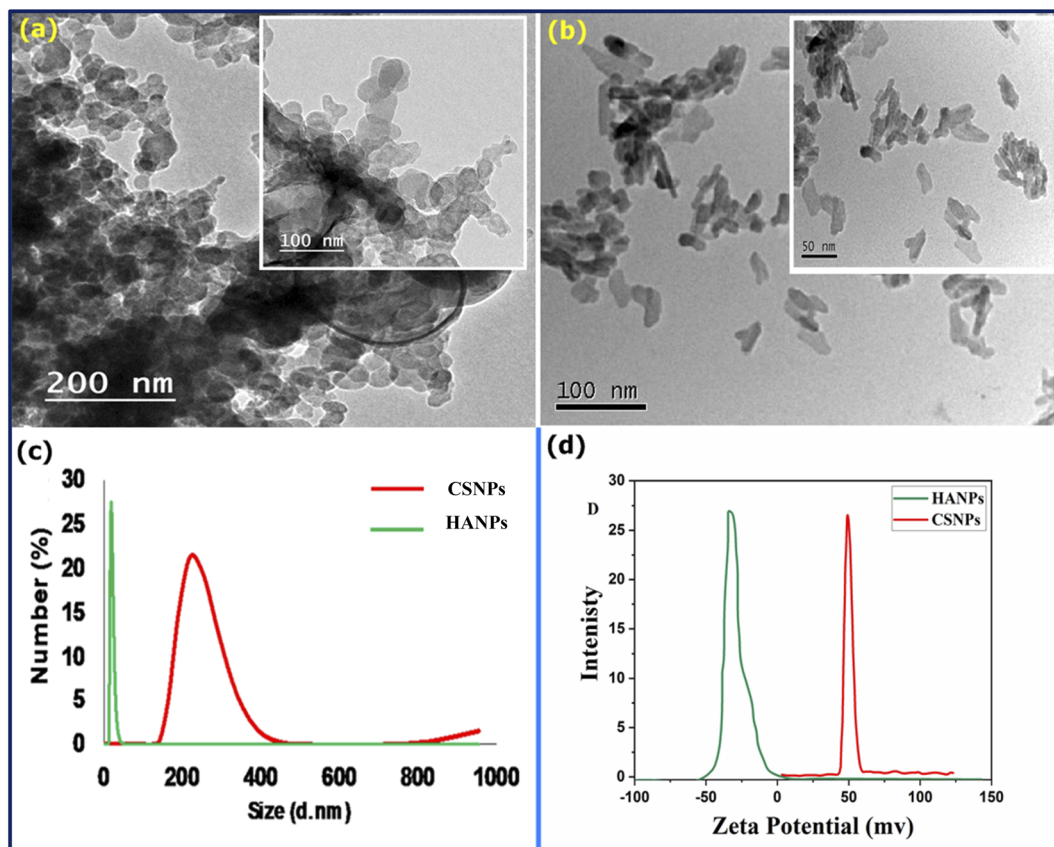 (a)
100 nm
200 nm
(b)
50 nm
100 nm
(c)
30
25
20
15
10
5
0
Number (%)
CSNPs
HANPs
0 200 400 600 800 1000
Size (d.nm)
(d)
D
HANPs
CSNPs
30
25
20
15
10
5
0
Intenisty
-100 -50 0 50 100 150
Zeta Potential (mv)